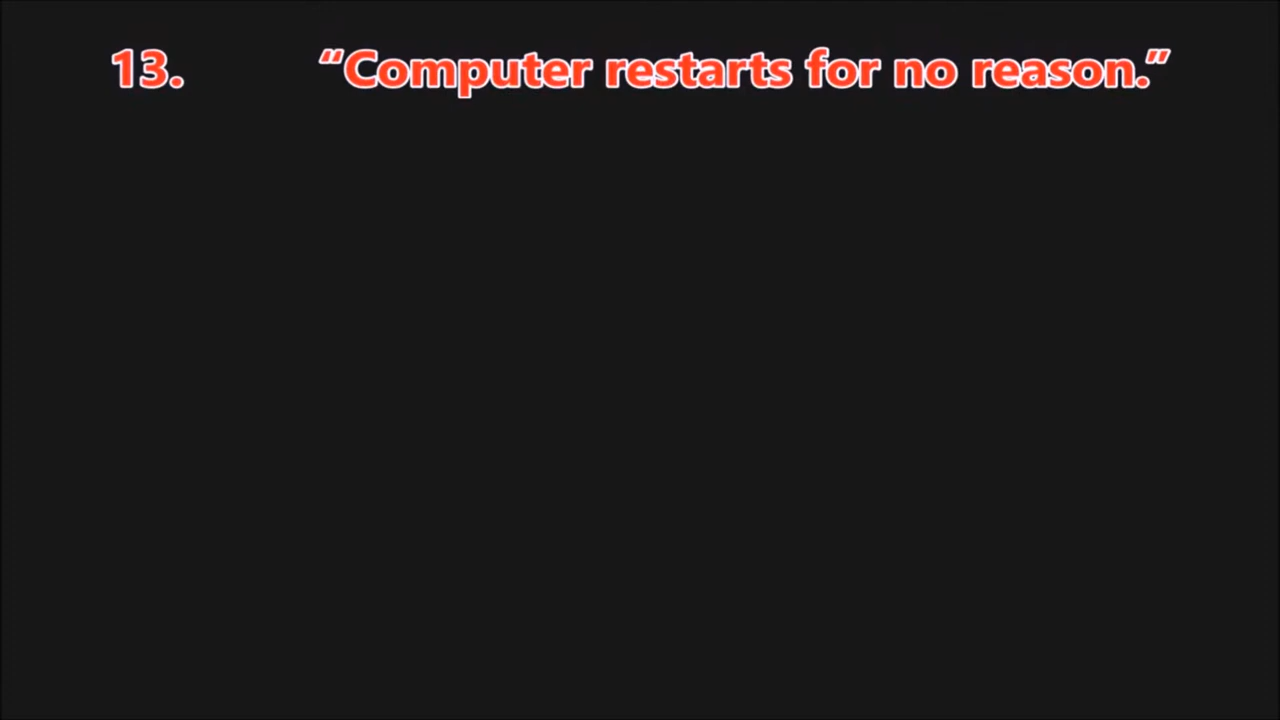 13. “Computer restarts for no reason.”